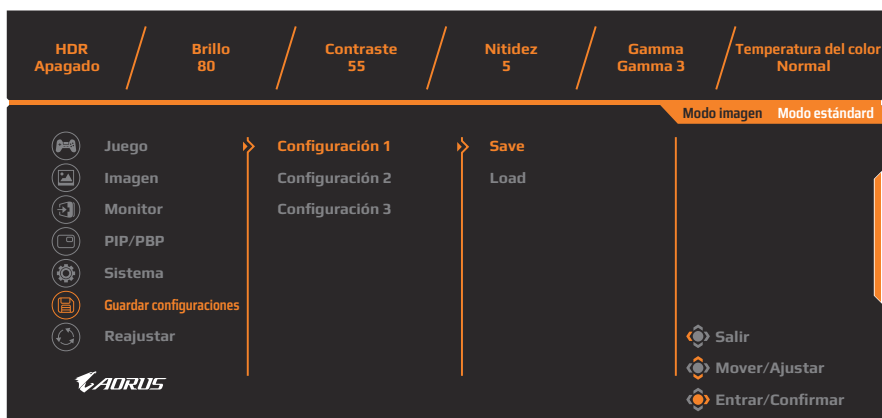 HDR
Apagado
Brillo
80
Contraste
55
Nitidez
5
Gamma
Gamma 3
Temperatura del color
Normal
Modo imagen Modo estándard
Juego
Imagen
Monitor
PIP/PBP
Sistema
Guardar configuraciones
Reajustar
Configuración 1
Configuración 2
Configuración 3
Save
Load
AORUS
Salir
Mover/Ajustar
Entrar/Confirmar